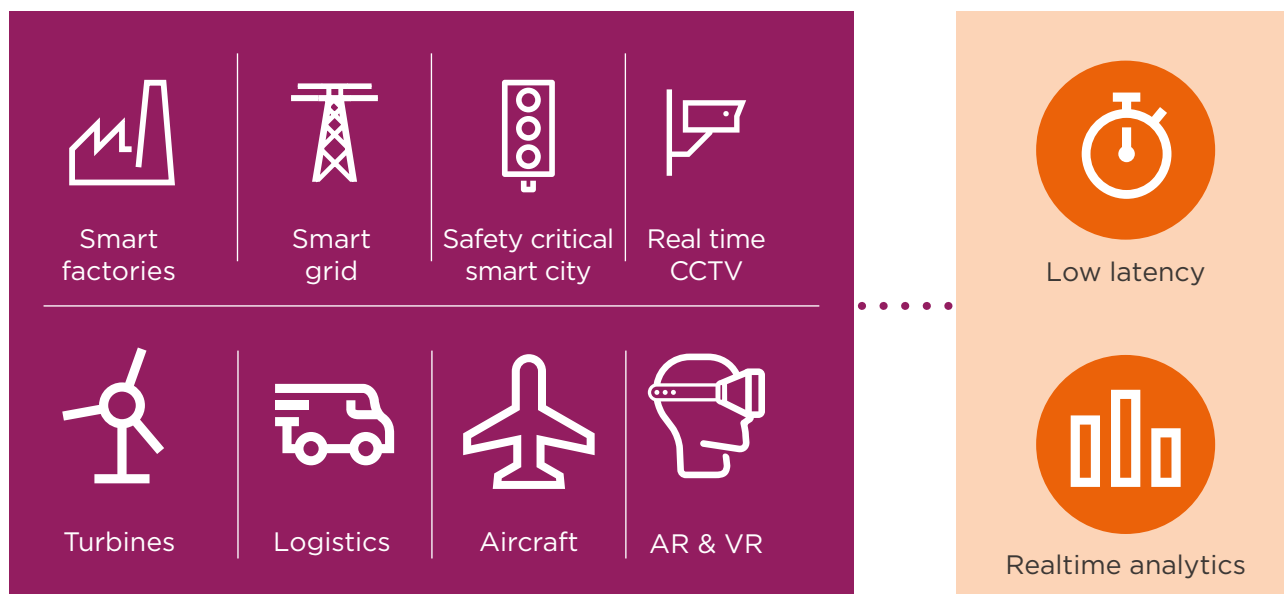 Smart
factories
Smart
grid
Safety critical
smart city
Real time
CCTV
Turbines
Logistics
Aircraft
AR & VR
Low latency
Realtime analytics